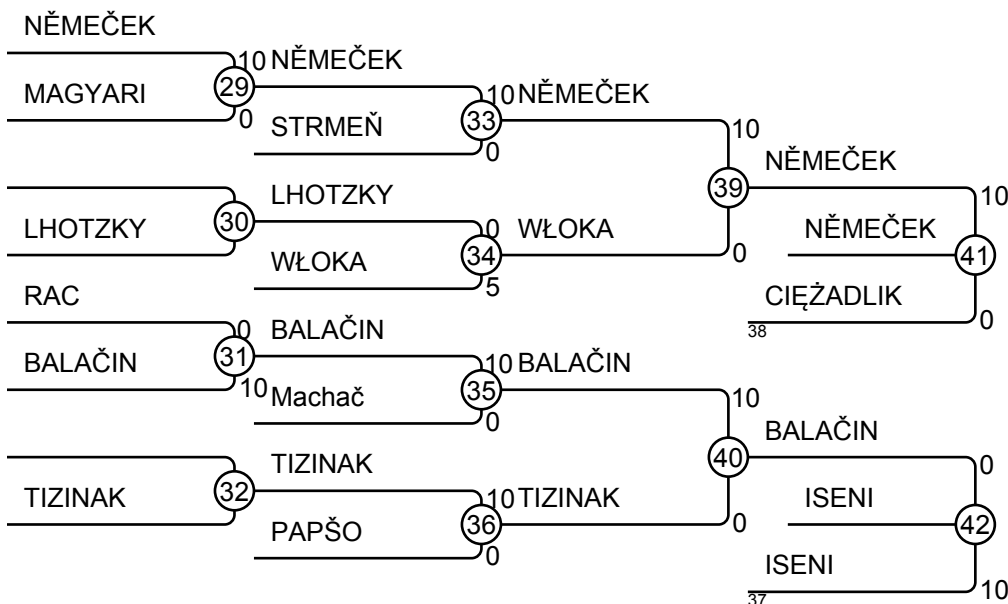 NĚMEČEK
10 NĚMEČEK
29
MAGYARI
10 NĚMEČEK
0
STRMEŇ
33
10
0
NĚMEČEK
39
10
LHOTZKY
LHOTZKY
30
0 WŁOKA
NĚMEČEK
WŁOKA
34
0
41
5
RAC
CIĘŻADLIK
38
0
0
BALAČIN
31
BALAČIN
10 BALAČIN
10
Machač
35
10
0
BALAČIN
40
0
TIZINAK
TIZINAK
32
10 TIZINAK
ISENI
PAPŠO
36
0
42
0
ISENI
37
10